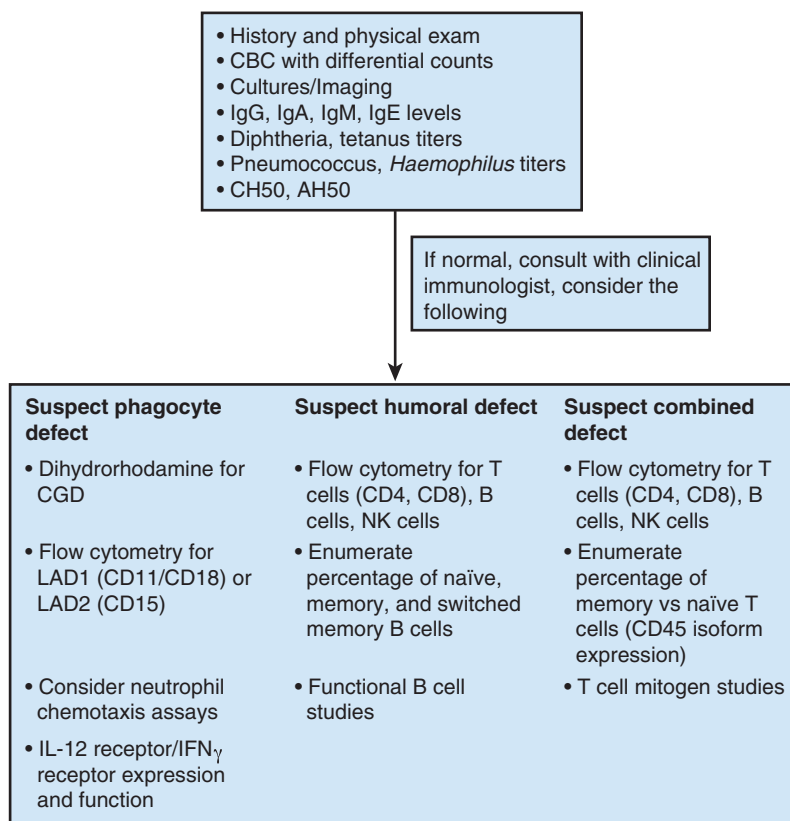 • History and physical exam
• CBC with differential counts
• Cultures/Imaging
• IgG, IgA, IgM, IgE levels
• Diphtheria, tetanus titers
• Pneumococcus, Haemophilus titers
• CH50, AH50
If normal, consult with clinical
immunologist, consider the
following
Suspect phagocyte
defect
• Dihydrorhodamine for
CGD
• Flow cytometry for
LAD1 (CD11/CD18) or
LAD2 (CD15)
• Consider neutrophil
chemotaxis assays
• IL-12 receptor/IFNγ
receptor expression
and function
Suspect humoral defect
• Flow cytometry for T
cells (CD4, CD8), B
cells, NK cells
• Enumerate
percentage of naïve,
memory, and switched
memory B cells
• Functional B cell
studies
Suspect combined
defect
• Flow cytometry for T
cells (CD4, CD8), B
cells, NK cells
• Enumerate
percentage of
memory vs naïve T
cells (CD45 isoform
expression)
• T cell mitogen studies